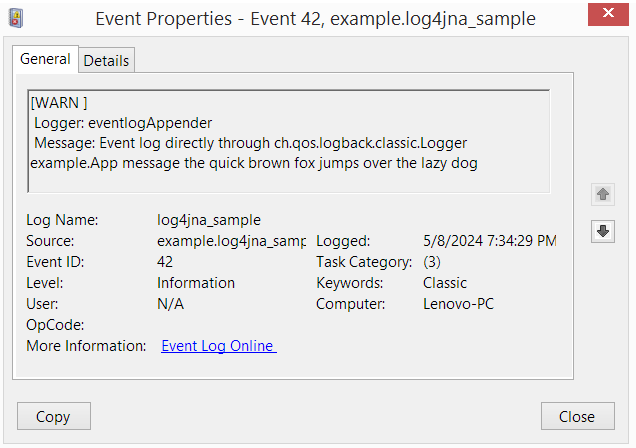 Event Properties - Event 42, example.log4jna_sample
General Details
[WARN ]
Logger: eventlogAppender
Message: Event log directly through ch.qos.logback.classic.Logger
example.App message the quick brown fox jumps over the lazy dog
Log Name: log4jna_sample
Source: example.log4jna_samp Logged: 5/8/2024 7:34:29 PM
Event ID: 42 Task Category: (3)
Level: Information Keywords: Classic
User: N/A Computer: Lenovo-PC
OpCode:
More Information: Event Log Online
Copy Close